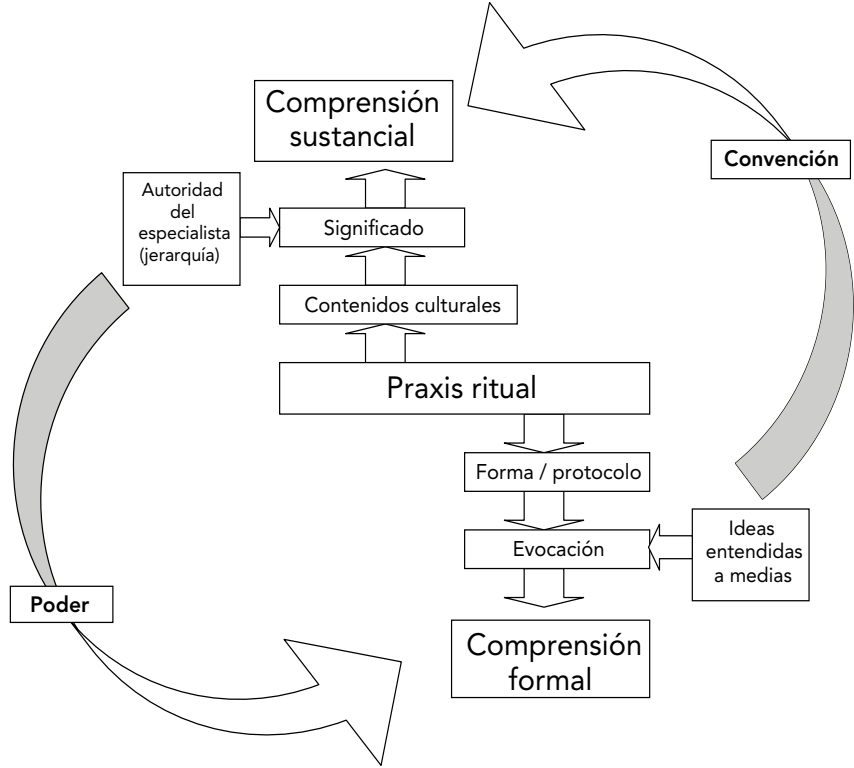 Comprensión
sustancial
Convención
Autoridad
del
especialista
(jerarquía)
Significado
Contenidos culturales
Praxis ritual
Forma / protocolo
Evocación
Ideas
entendidas
a medias
Poder
Comprensión
formal